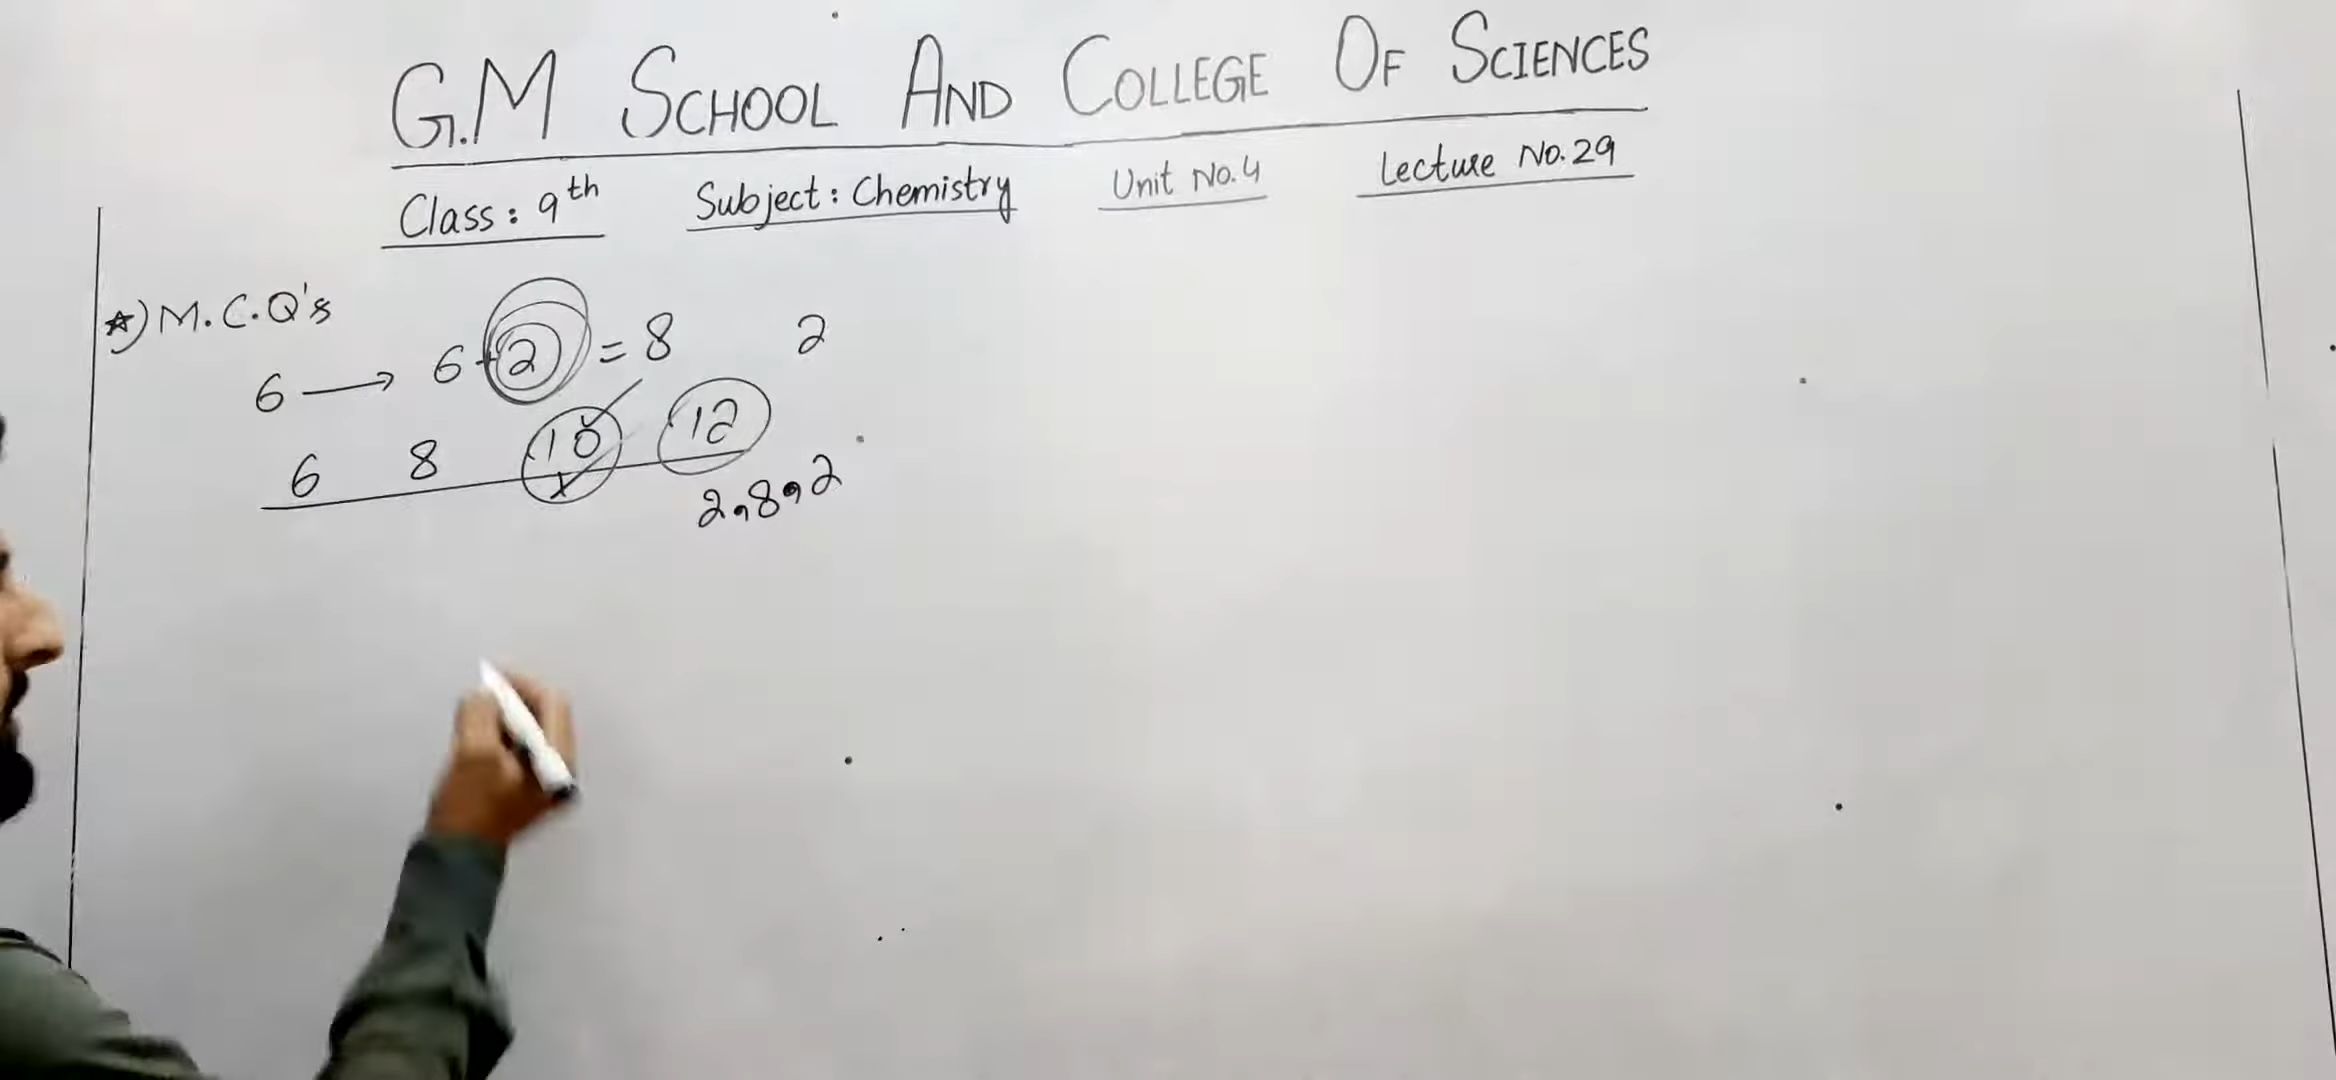 G.M SCHOOL AND COLLEGE OF SCIENCES
Class: 9th Subject: Chemistry Unit No.4 Lecture No.29
☆) M.C.Q's
6 → 6+2 = 8 2
6 8 10 12
2,8,2